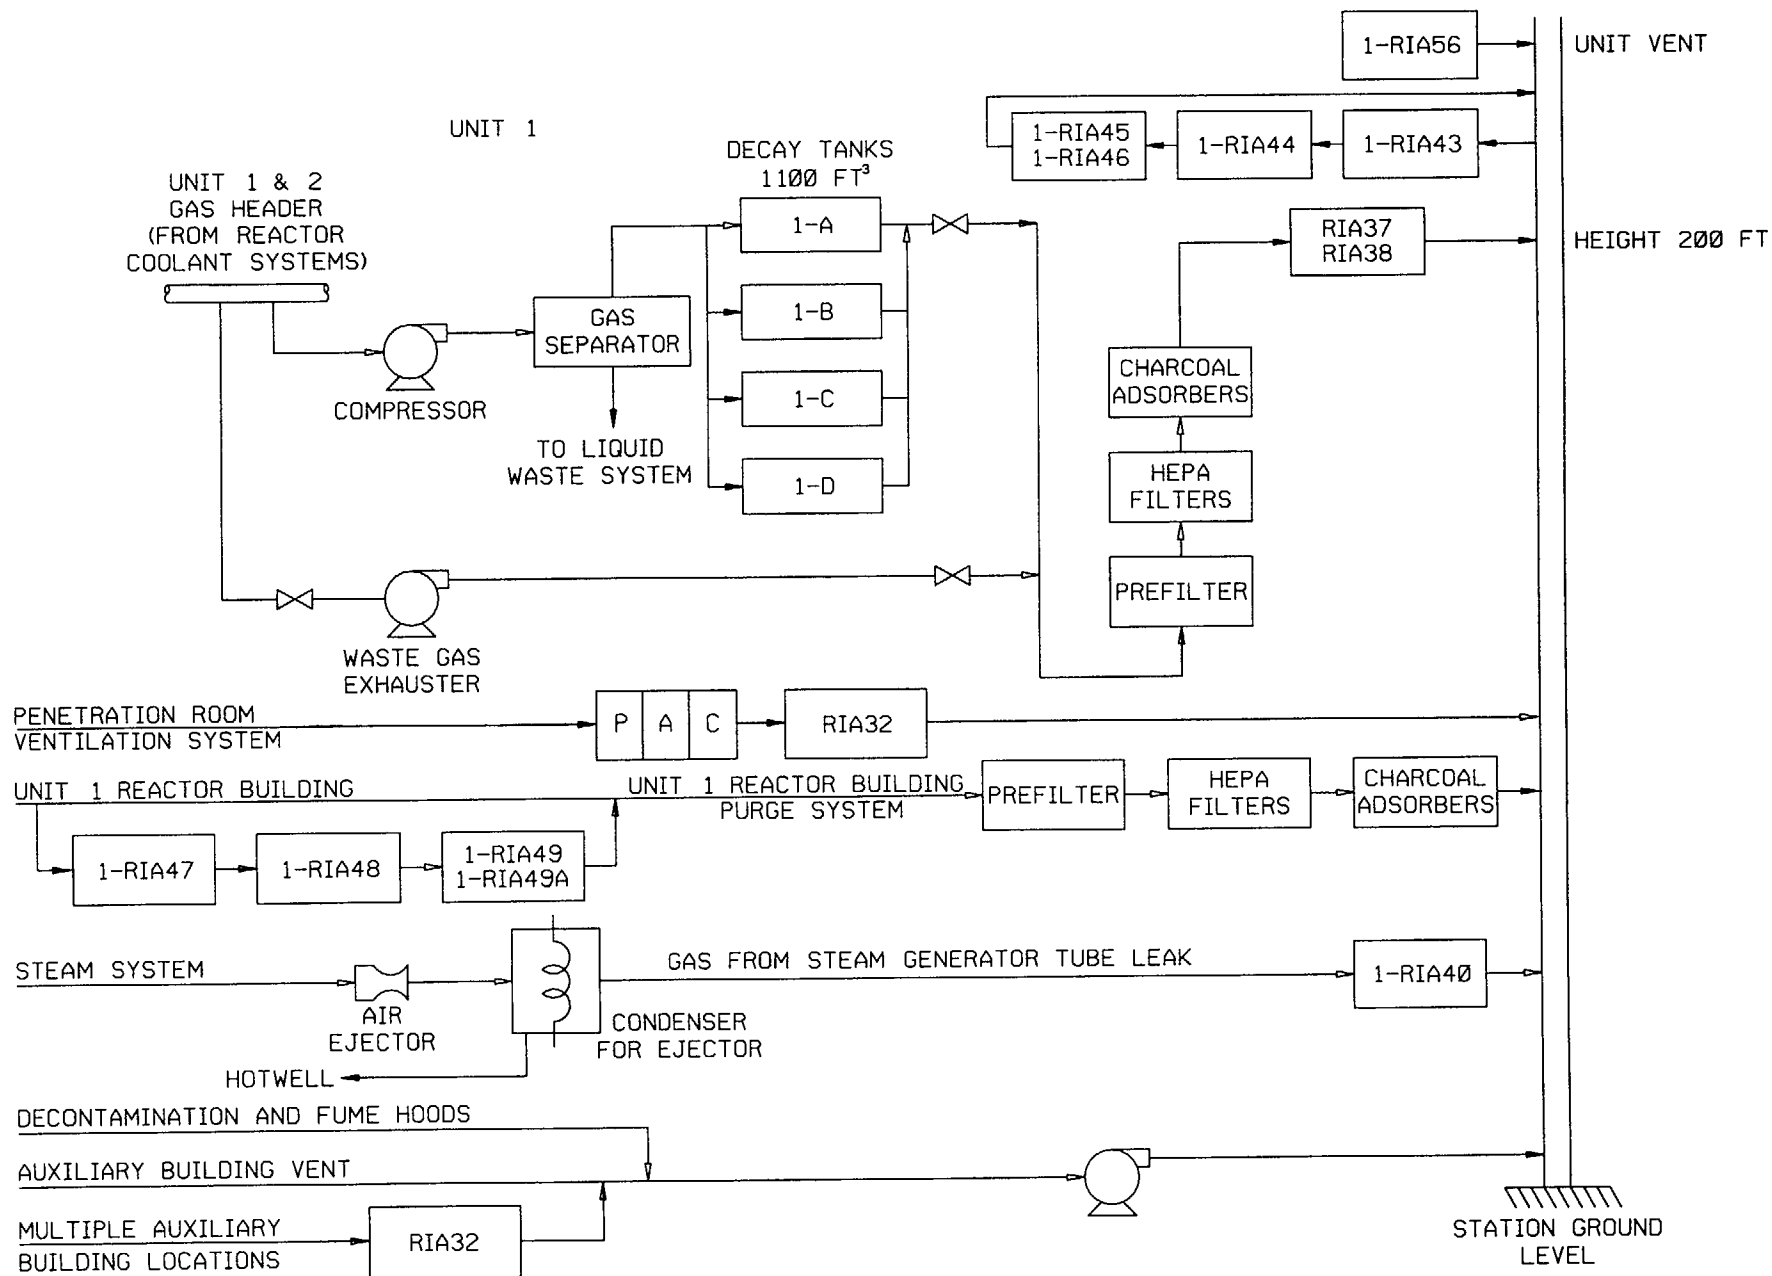 1-RIA56
UNIT VENT
UNIT 1
1-RIA45
1-RIA46
1-RIA44
1-RIA43
DECAY TANKS
1100 FT³
UNIT 1 & 2
GAS HEADER
(FROM REACTOR
COOLANT SYSTEMS)
1-A
RIA37
RIA38
HEIGHT 200 FT
GAS
SEPARATOR
1-B
COMPRESSOR
1-C
CHARCOAL
ADSORBERS
TO LIQUID
WASTE SYSTEM
1-D
HEPA
FILTERS
PREFILTER
WASTE GAS
EXHAUSTER
PENETRATION ROOM
VENTILATION SYSTEM
P A C
RIA32
UNIT 1 REACTOR BUILDING
UNIT 1 REACTOR BUILDING
PURGE SYSTEM
PREFILTER
HEPA
FILTERS
CHARCOAL
ADSORBERS
1-RIA47
1-RIA48
1-RIA49
1-RIA49A
STEAM SYSTEM
AIR
EJECTOR
GAS FROM STEAM GENERATOR TUBE LEAK
1-RIA40
CONDENSER
FOR EJECTOR
HOTWELL
DECONTAMINATION AND FUME HOODS
AUXILIARY BUILDING VENT
MULTIPLE AUXILIARY
BUILDING LOCATIONS
RIA32
STATION GROUND
LEVEL